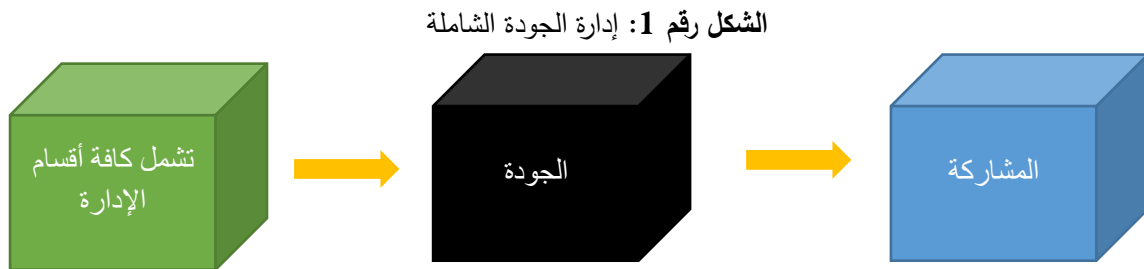 الشكل رقم 1: إدارة الجودة الشاملة
المشاركة
الجودة
تشمل كافة أقسام
الإدارة